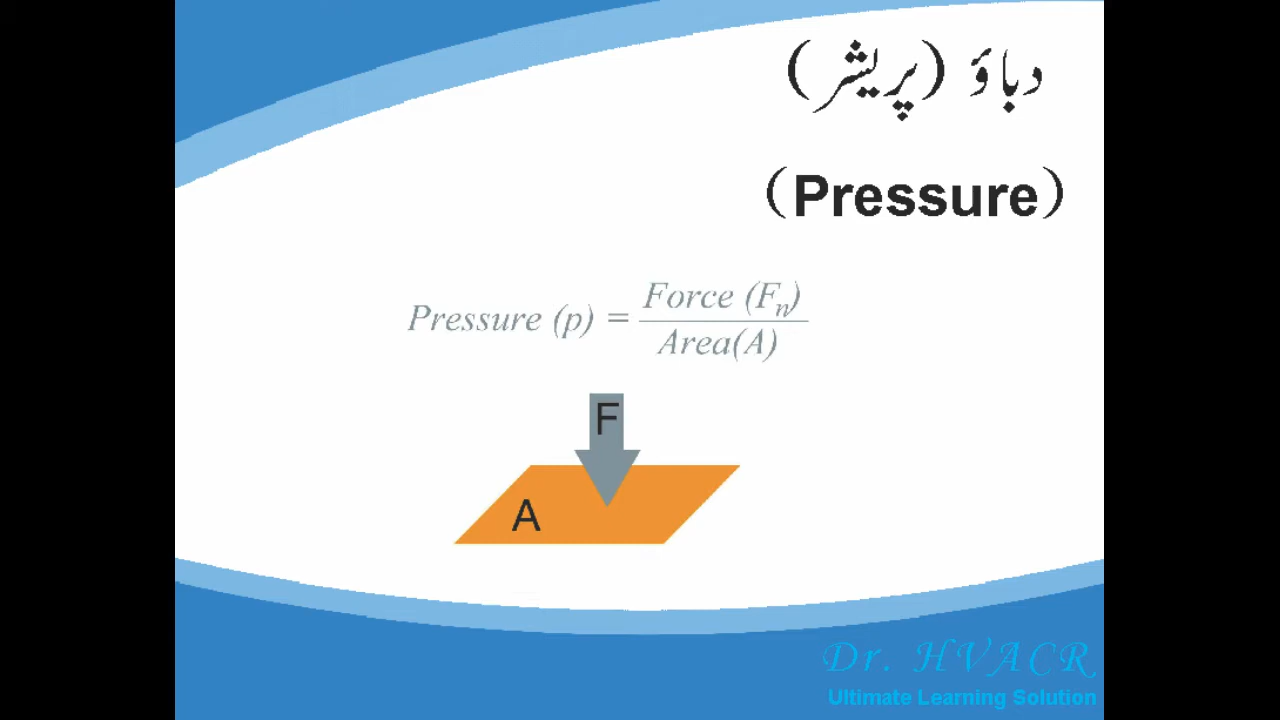 دباؤ (پریشر)
(Pressure)
Pressure (p) = Force (Fn) / Area(A)
F
A
Dr. HVACR
Ultimate Learning Solution